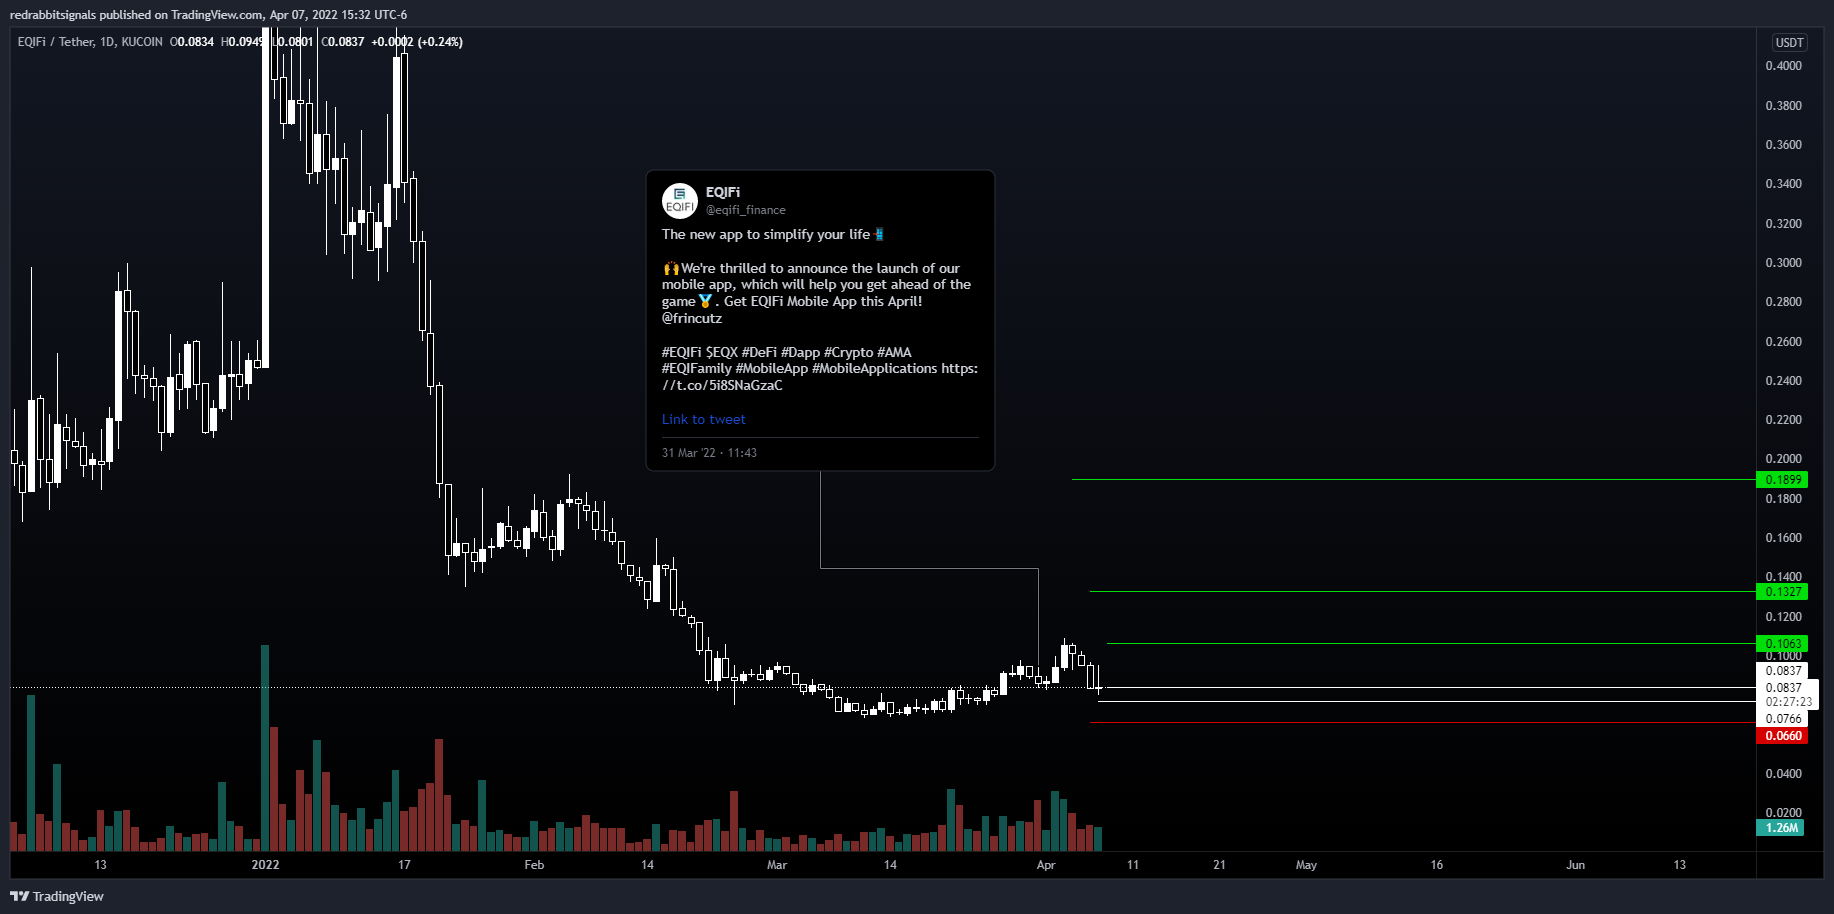 redrabbitsignals published on TradingView.com, Apr 07, 2022 15:32 UTC-6
EQIFi / Tether, 1D, KUCOIN O0.0834 H0.0949 L0.0801 C0.0837 +0.0002 (+0.24%)
USDT
0.4000
0.3800
0.3600
0.3400
0.3200
0.3000
0.2800
0.2600
0.2400
0.2200
0.2000
0.1899
0.1800
0.1600
0.1400
0.1327
0.1200
0.1063
0.1000
0.0837
0.0837
02:27:23
0.0766
0.0660
0.0400
0.0200
1.26M
EQIFI
EQIFi
@eqifi_finance
The new app to simplify your life📲
🙌We're thrilled to announce the launch of our
mobile app, which will help you get ahead of the
game🏅. Get EQIFi Mobile App this April!
@frincutz
#EQIFi $EQX #DeFi #Dapp #Crypto #AMA
#EQIFamily #MobileApp #MobileApplications https:
//t.co/5i8SNaGzaC
Link to tweet
31 Mar '22 · 11:43
13 2022 17 Feb 14 Mar 14 Apr 11 21 May 16 Jun 13
TradingView